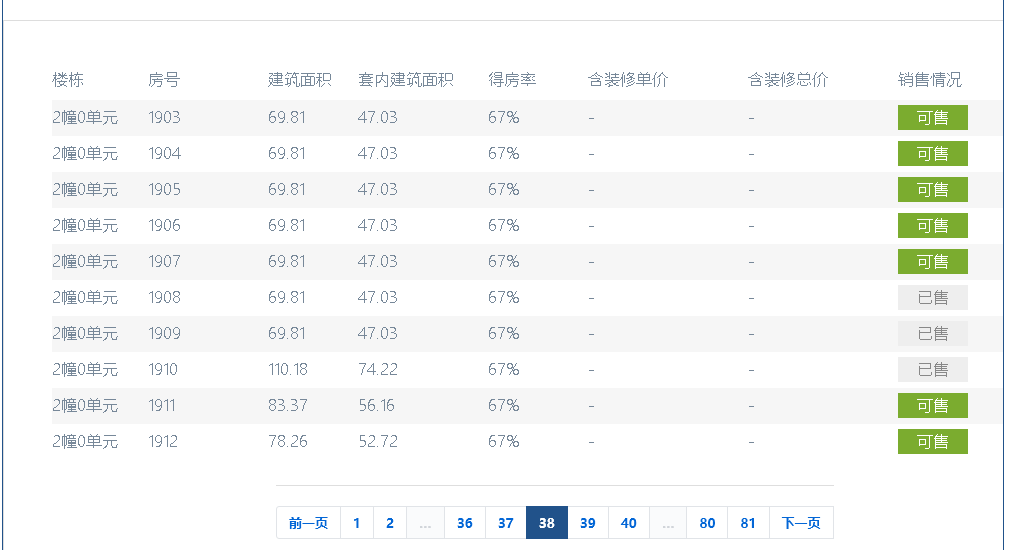 楼栋 房号 建筑面积 套内建筑面积 得房率 含装修单价 含装修总价 销售情况
2幢0单元 1903 69.81 47.03 67% - - 可售
2幢0单元 1904 69.81 47.03 67% - - 可售
2幢0单元 1905 69.81 47.03 67% - - 可售
2幢0单元 1906 69.81 47.03 67% - - 可售
2幢0单元 1907 69.81 47.03 67% - - 可售
2幢0单元 1908 69.81 47.03 67% - - 已售
2幢0单元 1909 69.81 47.03 67% - - 已售
2幢0单元 1910 110.18 74.22 67% - - 已售
2幢0单元 1911 83.37 56.16 67% - - 可售
2幢0单元 1912 78.26 52.72 67% - - 可售
前一页 1 2 ... 36 37 38 39 40 ... 80 81 下一页